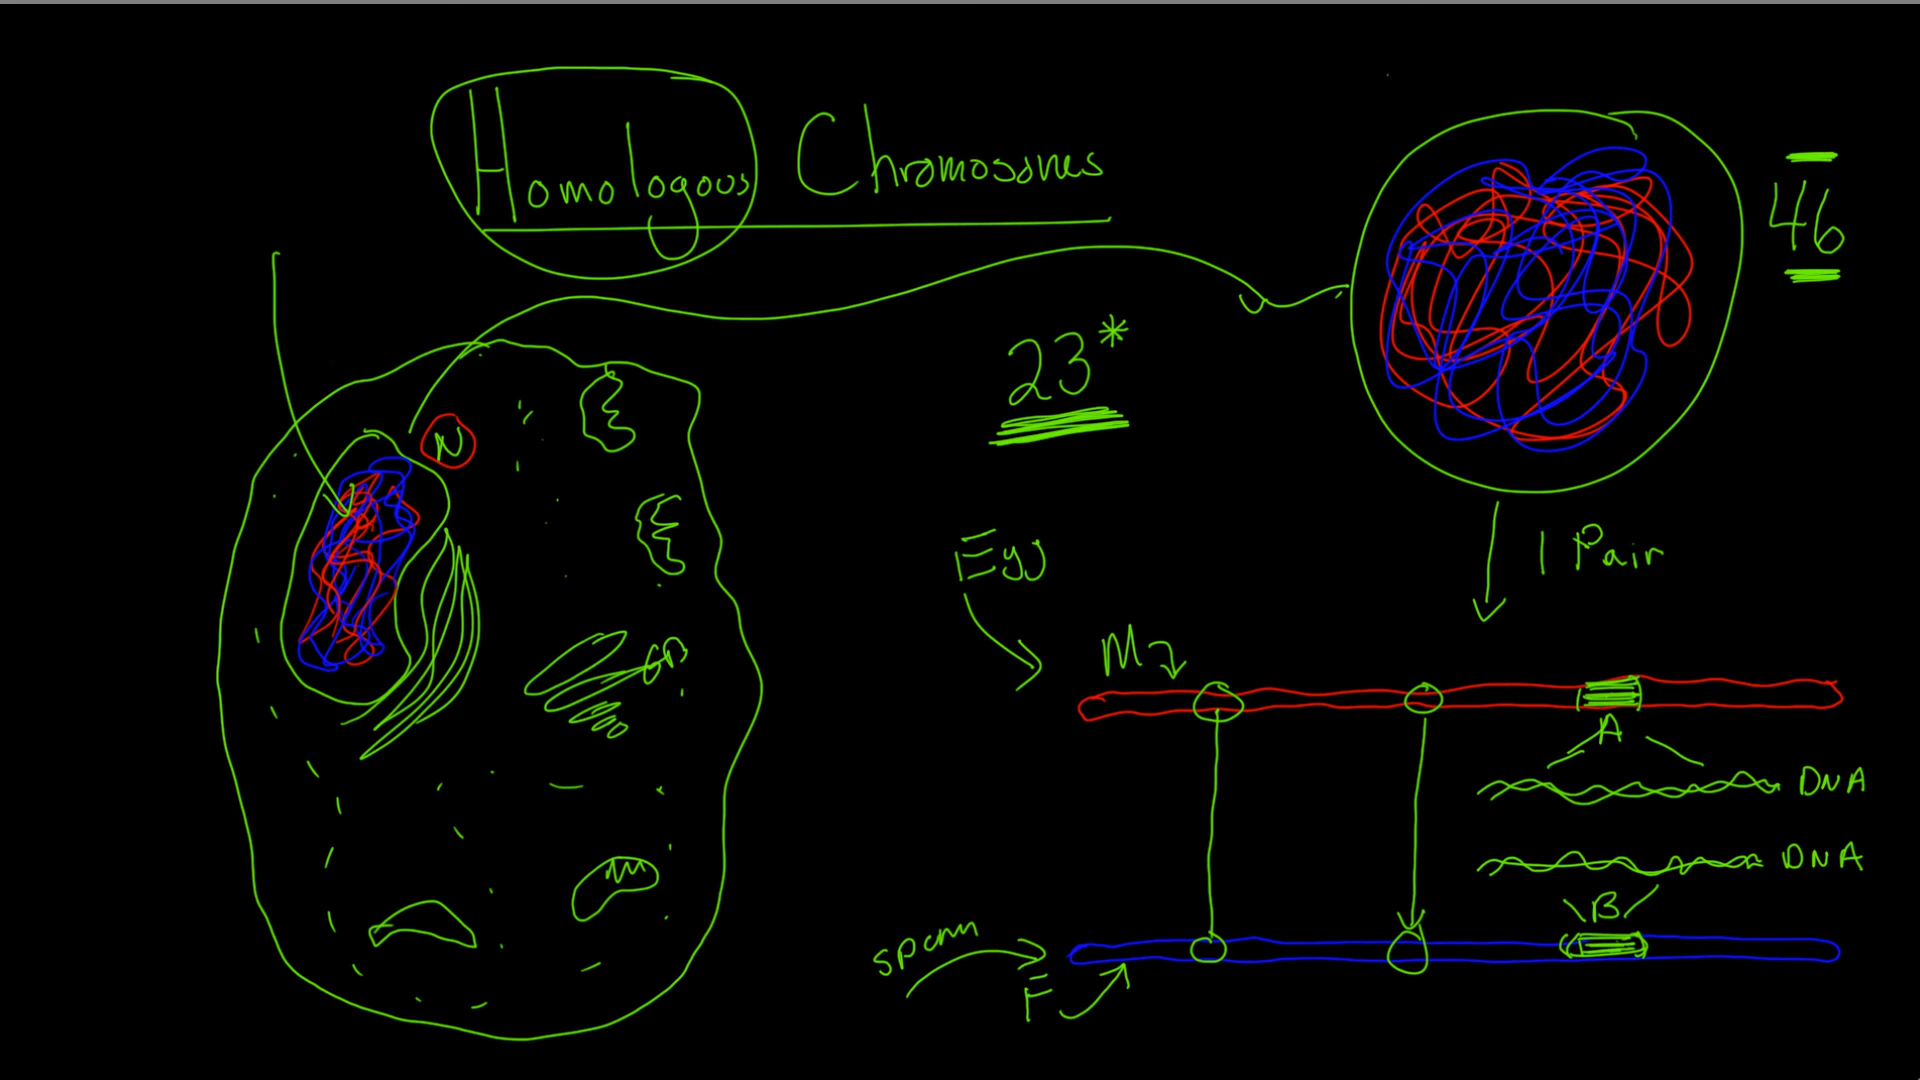 Homologous Chromosomes
46
23*
N
1 Pair
Egg
M
A
DNA
DNA
B
sperm
F